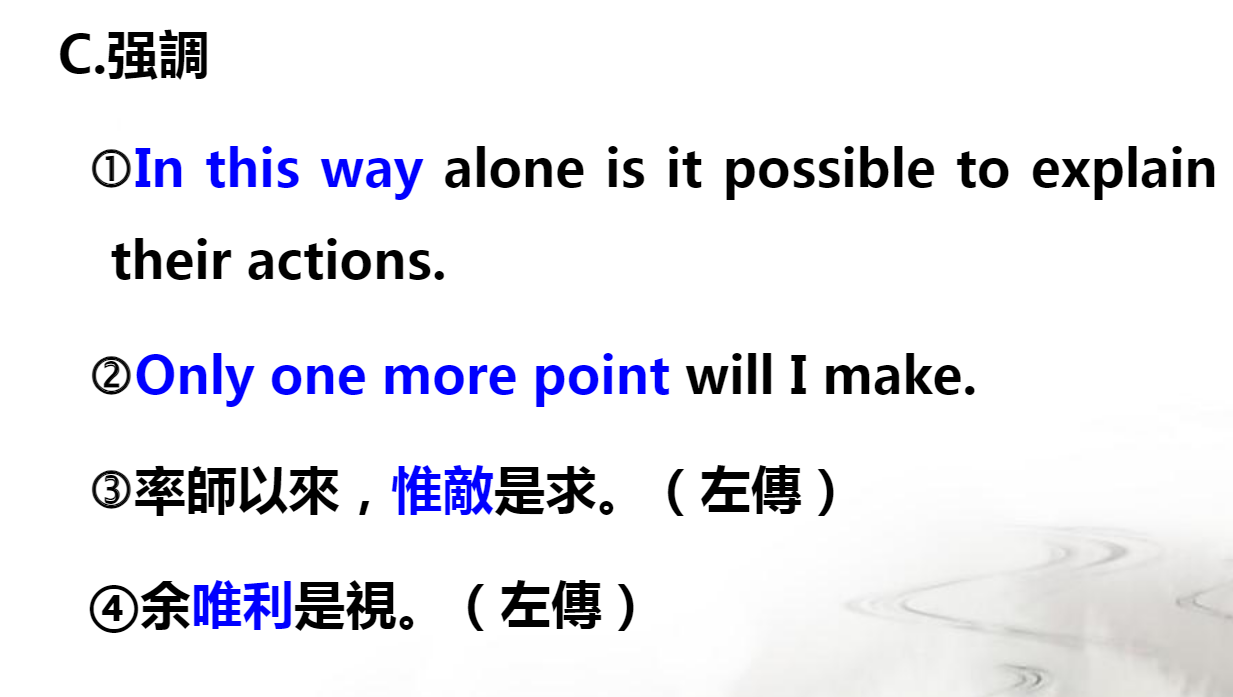 C.强調
①In this way alone is it possible to explain
their actions.
②Only one more point will I make.
③率師以來，惟敵是求。（左傳）
④余唯利是視。（左傳）